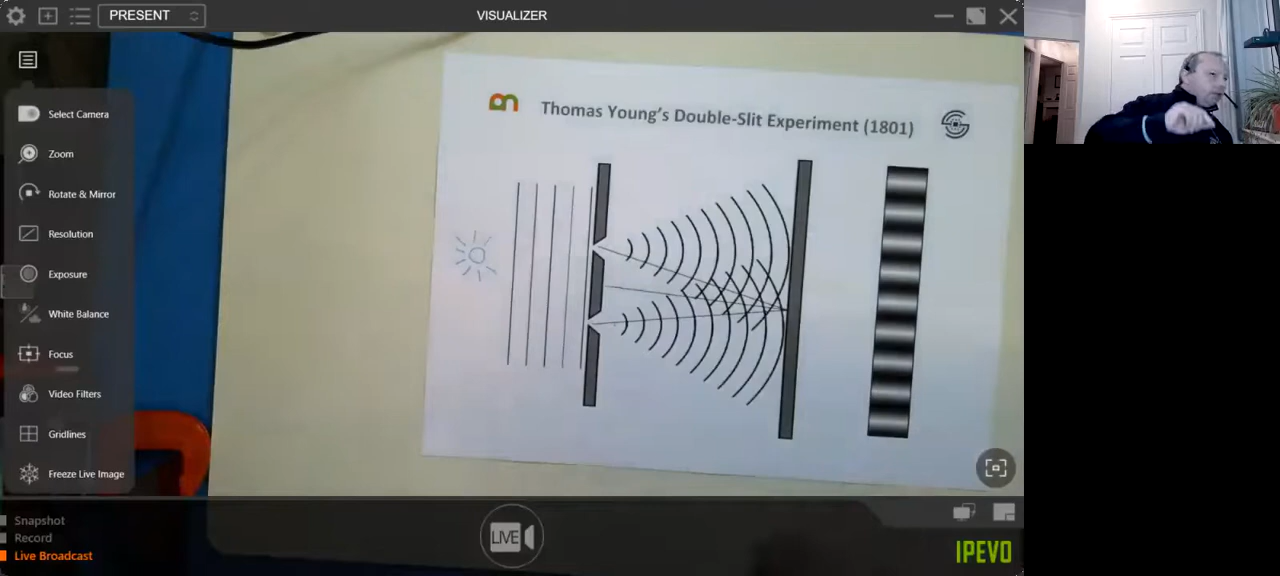 PRESENT
VISUALIZER
Select Camera
Zoom
Rotate & Mirror
Resolution
Exposure
White Balance
Focus
Video Filters
Gridlines
Freeze Live Image
Thomas Young's Double-Slit Experiment (1801)
Snapshot
Record
Live Broadcast
LIVE
IPEVO